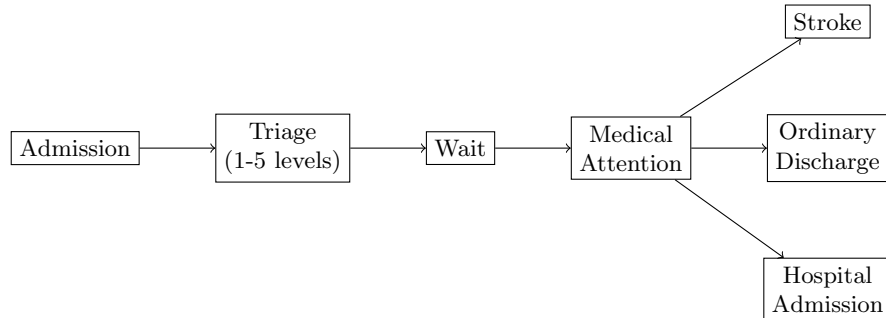 Stroke
Admission
Triage
(1-5 levels)
Wait
Medical
Attention
Ordinary
Discharge
Hospital
Admission